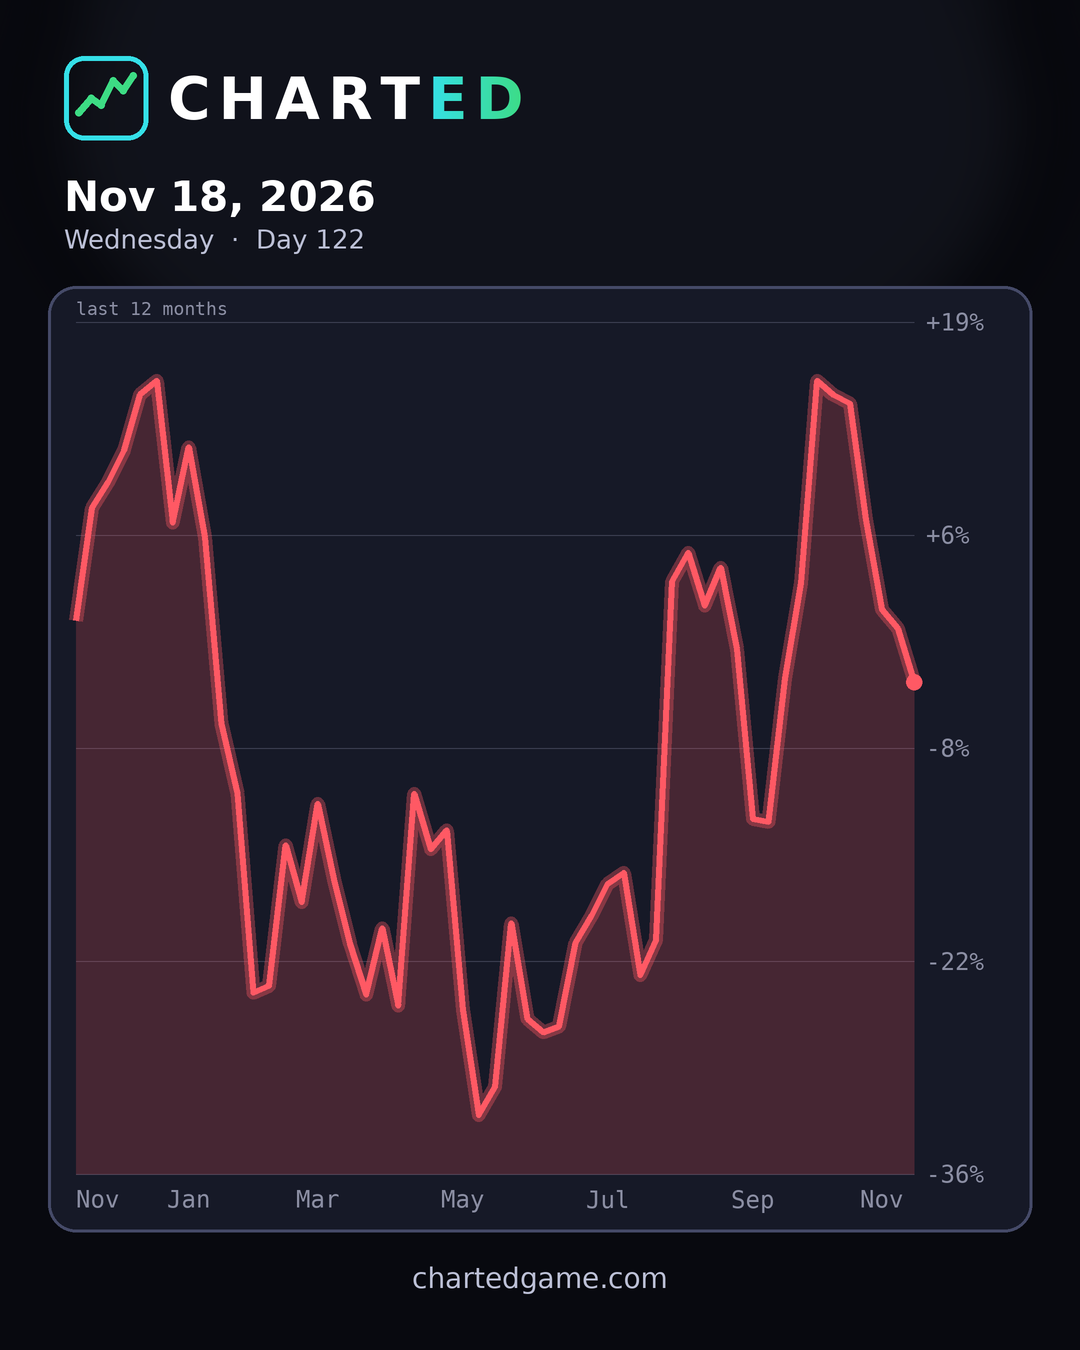 CHARTED
Nov 18, 2026
Wednesday · Day 122
last 12 months
+19%
+6%
-8%
-22%
-36%
Nov Jan Mar May Jul Sep Nov
chartedgame.com